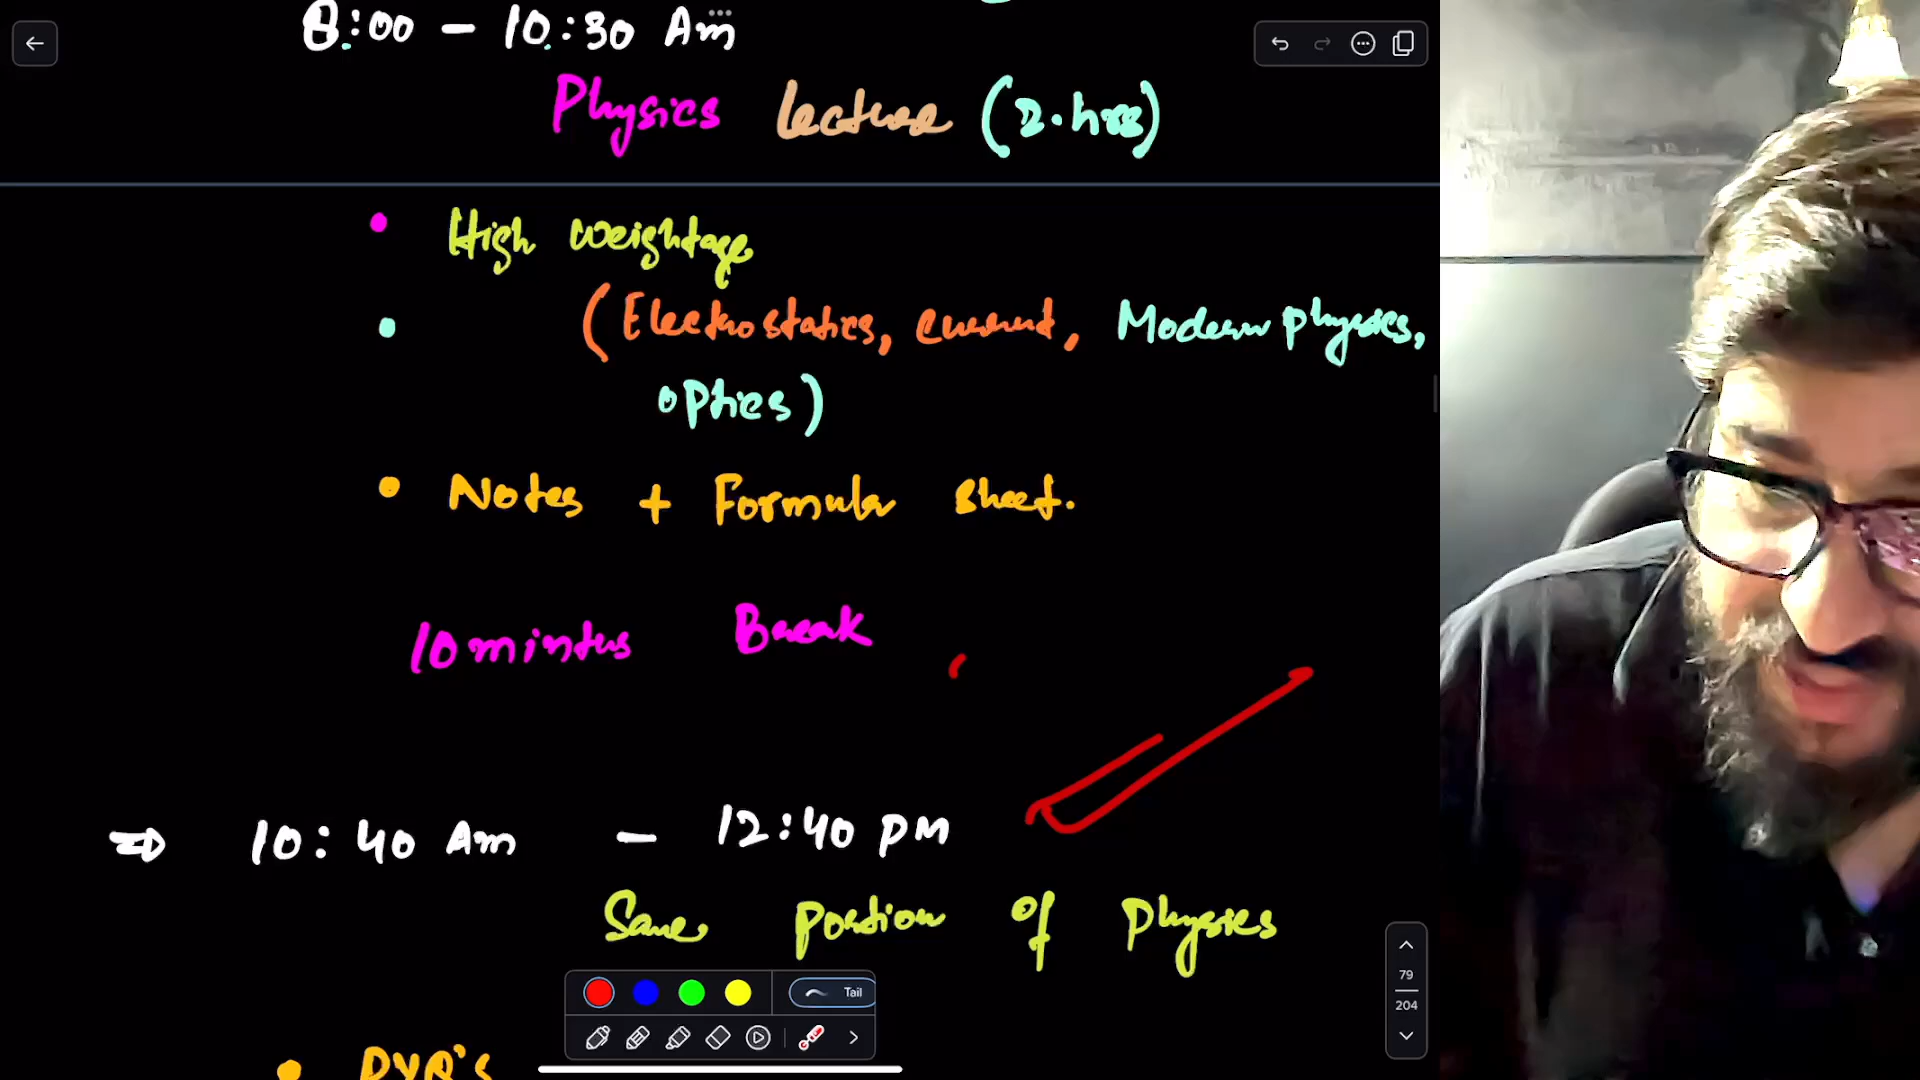 8:00 - 10:30 Am
Physics Lecture (2.hrs)
• High weightage
• (Electrostatics, current, Modern physics,
optics)
• Notes + Formula sheet.
10 mintus Break
⇒ 10:40 Am - 12:40 PM
Same portion of Physics
• PYQ's
Tail
79
204